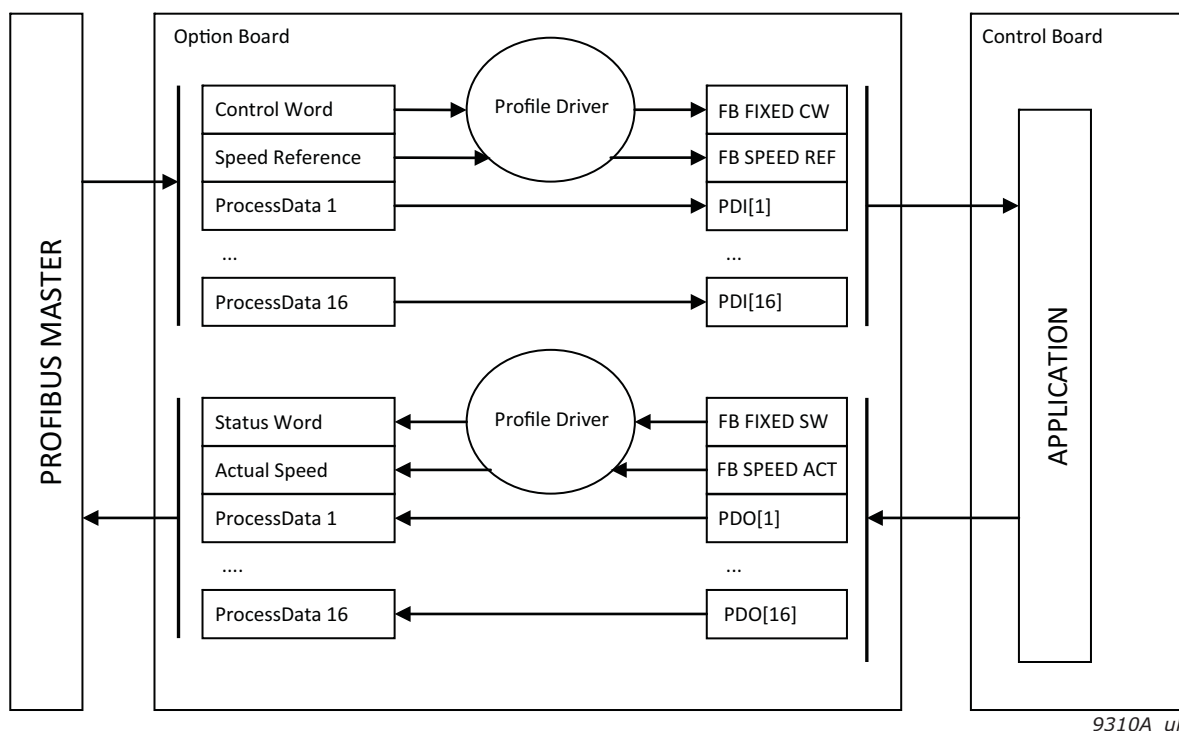 Option Board
Control Board
Control Word
Profile Driver
FB FIXED CW
Speed Reference
FB SPEED REF
ProcessData 1
PDI[1]
...
...
ProcessData 16
PDI[16]
PROFIBUS MASTER
APPLICATION
Status Word
Profile Driver
FB FIXED SW
Actual Speed
FB SPEED ACT
ProcessData 1
PDO[1]
....
...
ProcessData 16
PDO[16]